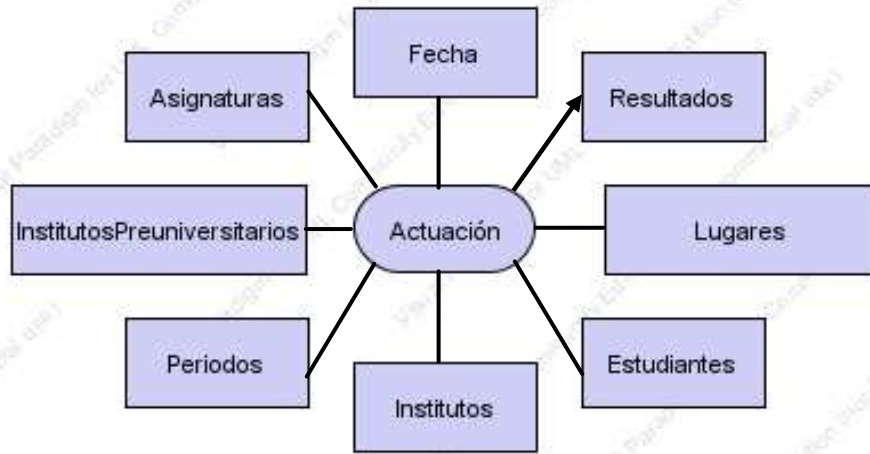 Fecha
Asignaturas
Resultados
InstitutosPreuniversitarios
Actuación
Lugares
Periodos
Estudiantes
Institutos